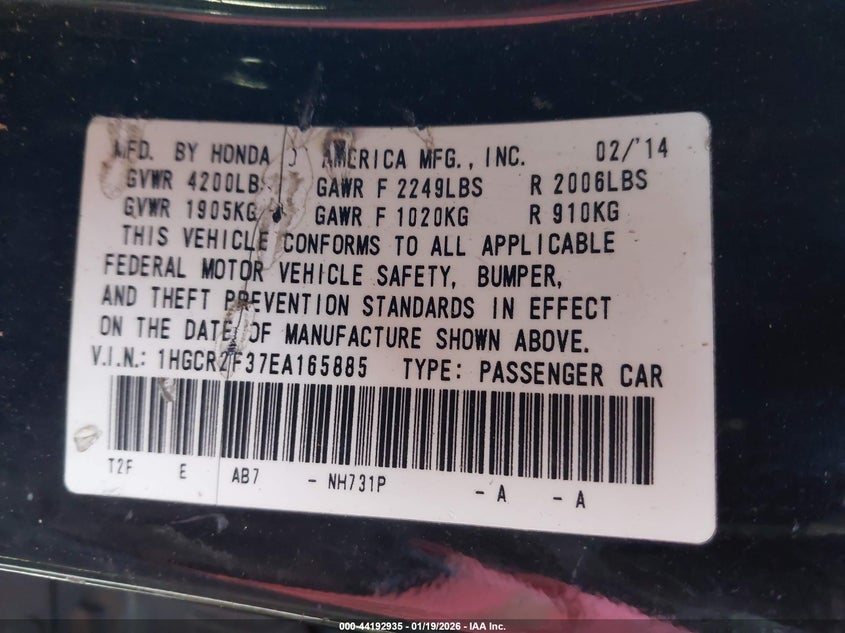 MFD. BY HONDA OF AMERICA MFG., INC. 02/'14
GVWR 4200LBS GAWR F 2249LBS R 2006LBS
GVWR 1905KG GAWR F 1020KG R 910KG
THIS VEHICLE CONFORMS TO ALL APPLICABLE
FEDERAL MOTOR VEHICLE SAFETY, BUMPER,
AND THEFT PREVENTION STANDARDS IN EFFECT
ON THE DATE OF MANUFACTURE SHOWN ABOVE.
V.I.N.: 1HGCR2F37EA165885 TYPE: PASSENGER CAR
T2F E AB7 - NH731P - A - A
000-44192935 - 01/19/2026 - IAA Inc.